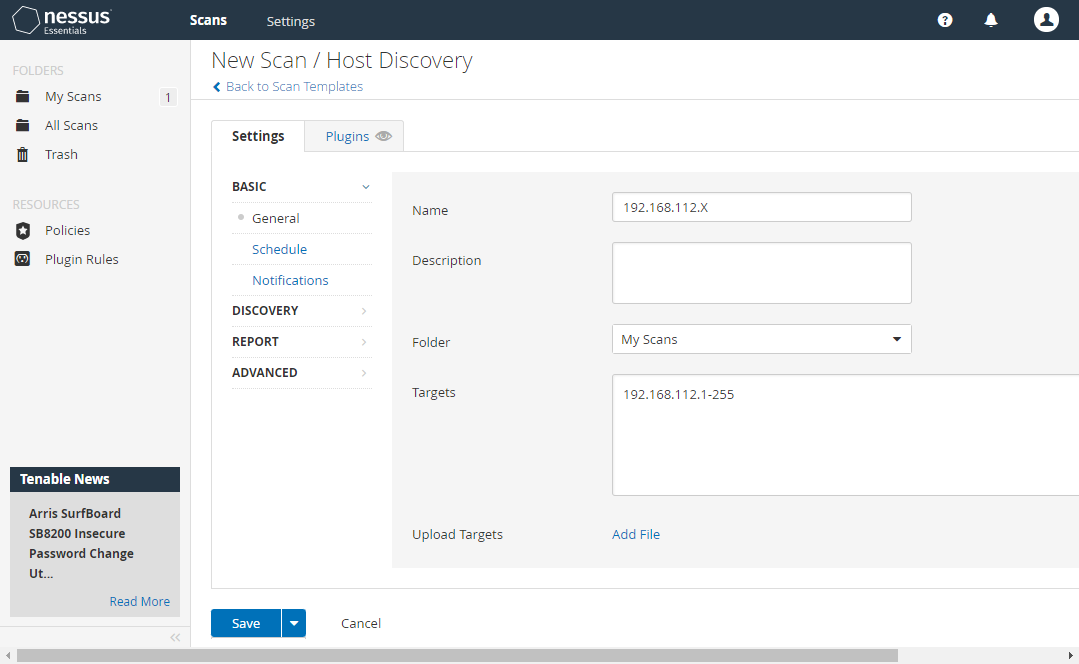 nessus
Essentials
Scans
Settings
New Scan / Host Discovery
Back to Scan Templates
FOLDERS
My Scans
1
All Scans
Trash
RESOURCES
Policies
Plugin Rules
Tenable News
Arris SurfBoard
SB8200 Insecure
Password Change
Ut...
Read More
Settings
Plugins
BASIC
General
Schedule
Notifications
DISCOVERY
REPORT
ADVANCED
Name
192.168.112.X
Description
Folder
My Scans
Targets
192.168.112.1-255
Upload Targets
Add File
Save
Cancel